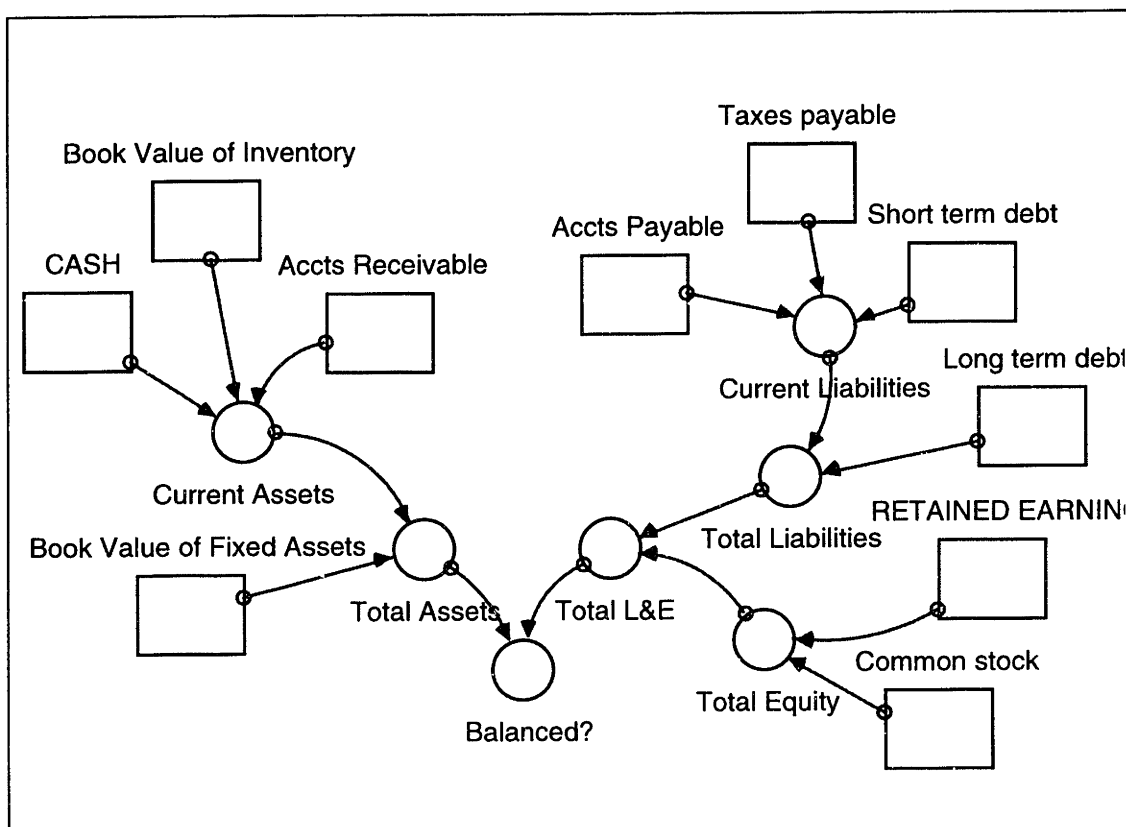 Taxes payable
Book Value of Inventory
Accts Payable
Short term debt
CASH
Accts Receivable
Long term debt
Current Liabilities
Current Assets
RETAINED EARNIN
Total Liabilities
Book Value of Fixed Assets
Total Assets
Total L&E
Common stock
Total Equity
Balanced?